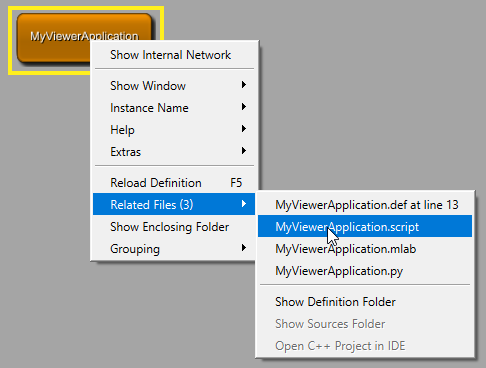 MyViewerApplication
Show Internal Network
Show Window
Instance Name
Help
Extras
Reload Definition F5
Related Files (3)
Show Enclosing Folder
Grouping
MyViewerApplication.def at line 13
MyViewerApplication.script
MyViewerApplication.mlab
MyViewerApplication.py
Show Definition Folder
Show Sources Folder
Open C++ Project in IDE